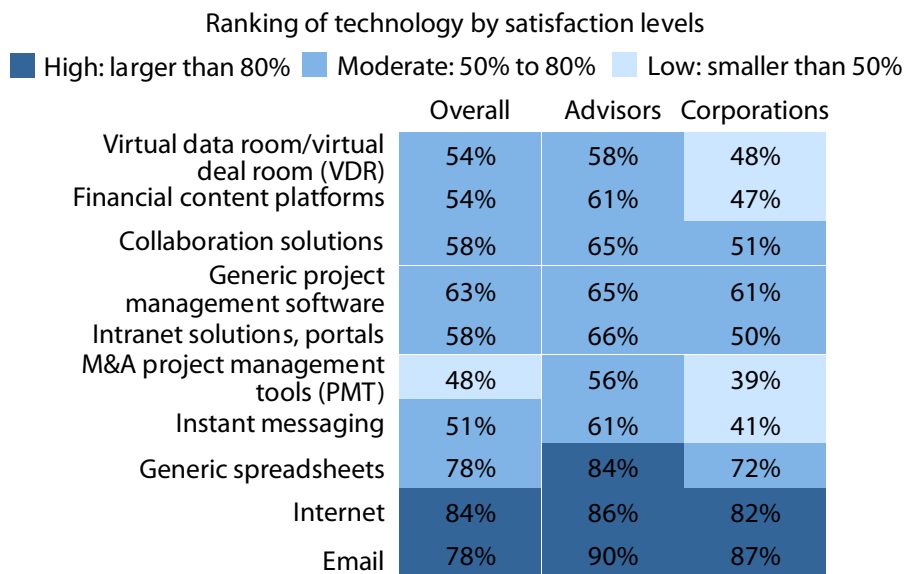 Ranking of technology by satisfaction levels
High: larger than 80% Moderate: 50% to 80% Low: smaller than 50%
Overall Advisors Corporations
Virtual data room/virtual
deal room (VDR) 54% 58% 48%
Financial content platforms 54% 61% 47%
Collaboration solutions 58% 65% 51%
Generic project
management software 63% 65% 61%
Intranet solutions, portals 58% 66% 50%
M&A project management
tools (PMT) 48% 56% 39%
Instant messaging 51% 61% 41%
Generic spreadsheets 78% 84% 72%
Internet 84% 86% 82%
Email 78% 90% 87%